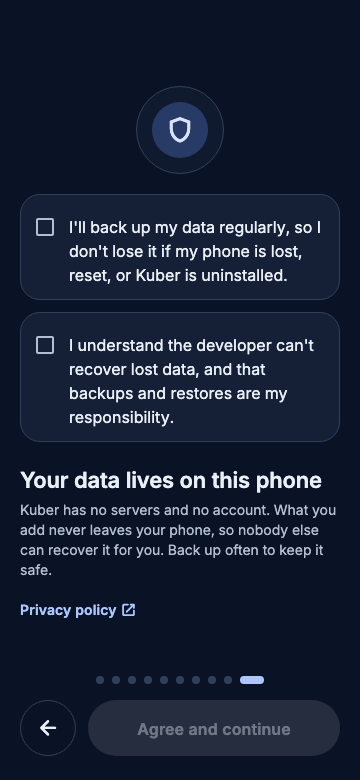 I'll back up my data regularly, so I
don't lose it if my phone is lost,
reset, or Kuber is uninstalled.
I understand the developer can't
recover lost data, and that
backups and restores are my
responsibility.
Your data lives on this phone
Kuber has no servers and no account. What you
add never leaves your phone, so nobody else
can recover it for you. Back up often to keep it
safe.
Privacy policy
Agree and continue